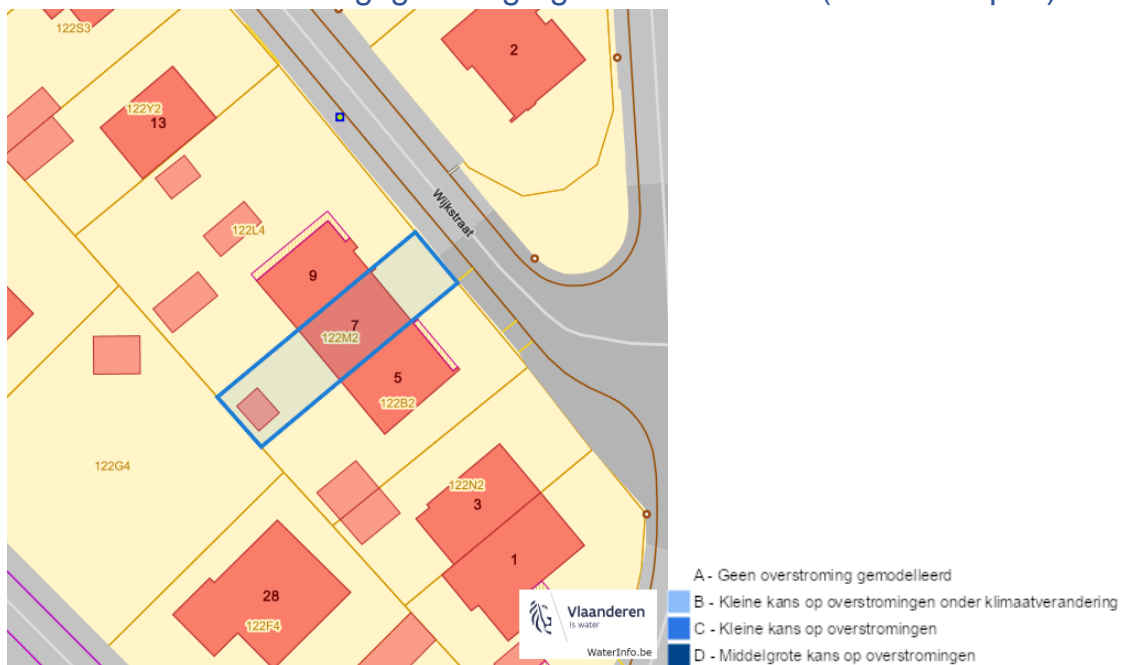 122S3
2
122Y2
13
Wijkstraat
122L4
9
7
122M2
5
122B2
122G4
122N2
3
1
28
122F4
Vlaanderen
is water
WaterInfo.be
A - Geen overstroming gemodelleerd
B - Kleine kans op overstromingen onder klimaatverandering
C - Kleine kans op overstromingen
D - Middelgrote kans op overstromingen